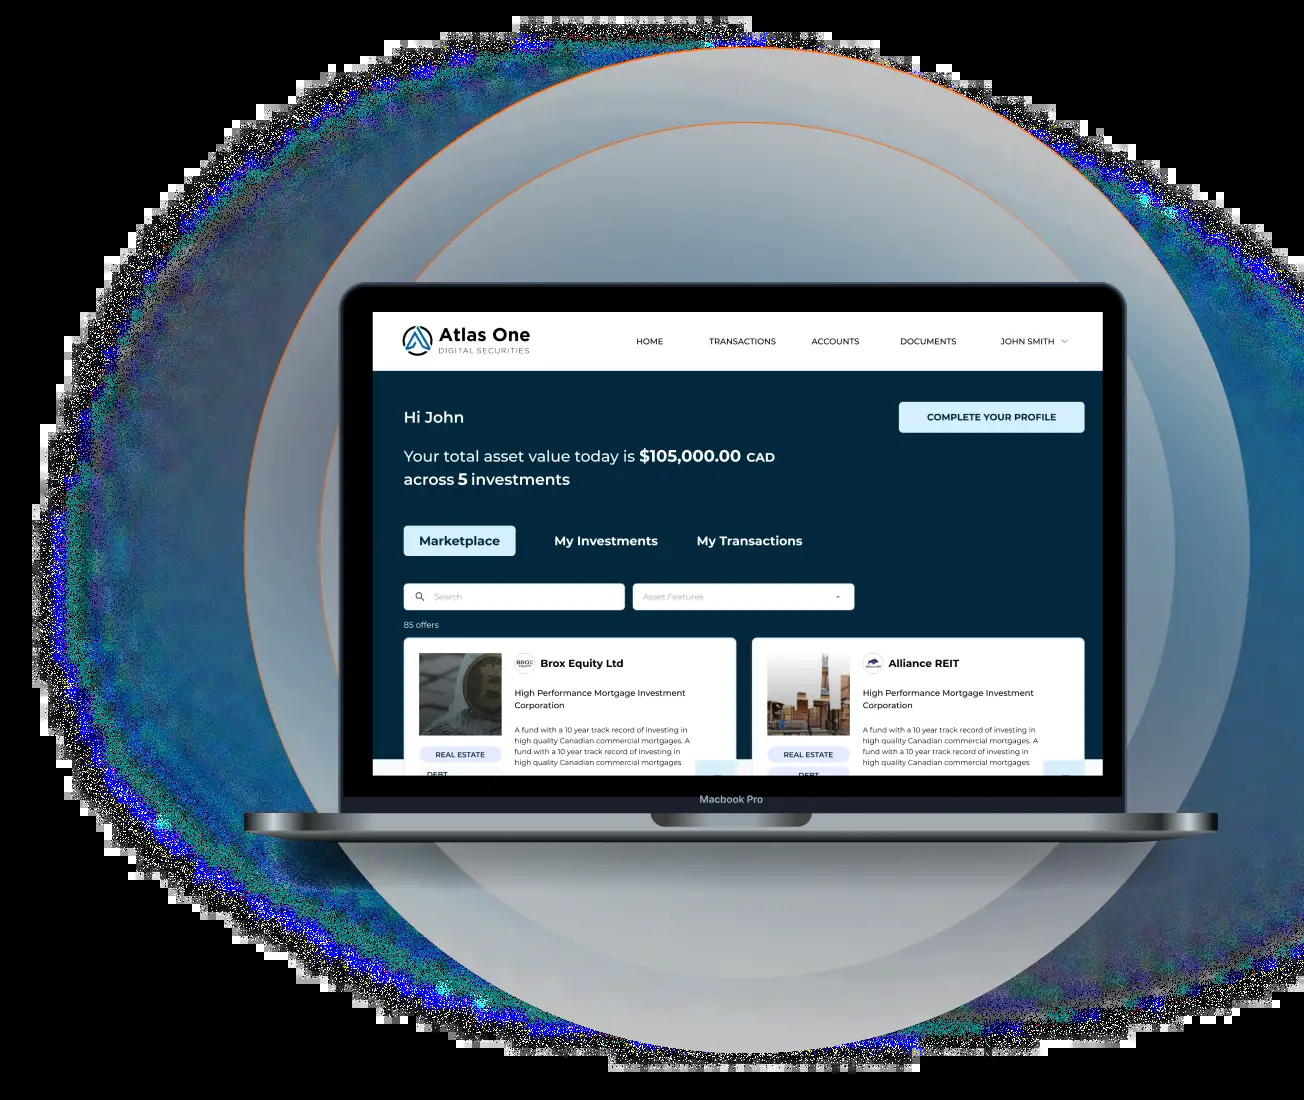 Atlas One
DIGITAL SECURITIES
HOME
TRANSACTIONS
ACCOUNTS
DOCUMENTS
JOHN SMITH
Hi John
COMPLETE YOUR PROFILE
Your total asset value today is $105,000.00 CAD
across 5 investments
Marketplace
My Investments
My Transactions
Search
Asset Features
85 offers
BROX
Brox Equity Ltd
High Performance Mortgage Investment
Corporation
A fund with a 10 year track record of investing in
high quality Canadian commercial mortgages. A
fund with a 10 year track record of investing in
high quality Canadian commercial mortgages
REAL ESTATE
DEBT
Alliance REIT
High Performance Mortgage Investment
Corporation
A fund with a 10 year track record of investing in
high quality Canadian commercial mortgages. A
fund with a 10 year track record of investing in
high quality Canadian commercial mortgages
REAL ESTATE
DEBT
Macbook Pro